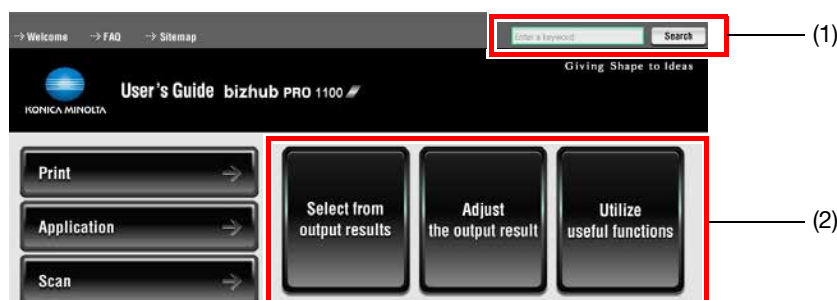 Welcome FAQ Sitemap
Enter a keyword Search
(1)
Giving Shape to Ideas
KONICA MINOLTA
User's Guide bizhub PRO 1100
Print
Application
Scan
Select from
output results
Adjust
the output result
Utilize
useful functions
(2)